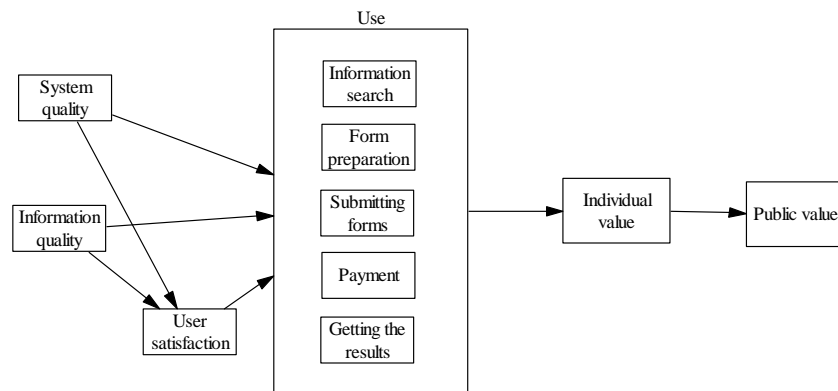 Use
System
quality
Information
search
Form
preparation
Information
quality
Submitting
forms
Individual
value
Public value
Payment
User
satisfaction
Getting the
results